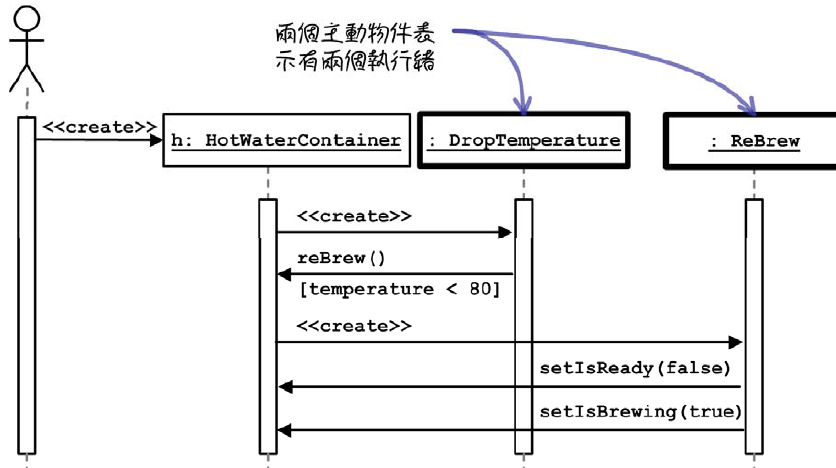 兩個主動物件表
示有兩個執行緒
<<create>>
h: HotWaterContainer
: DropTemperature
: ReBrew
<<create>>
reBrew()
[temperature < 80]
<<create>>
setIsReady(false)
setIsBrewing(true)